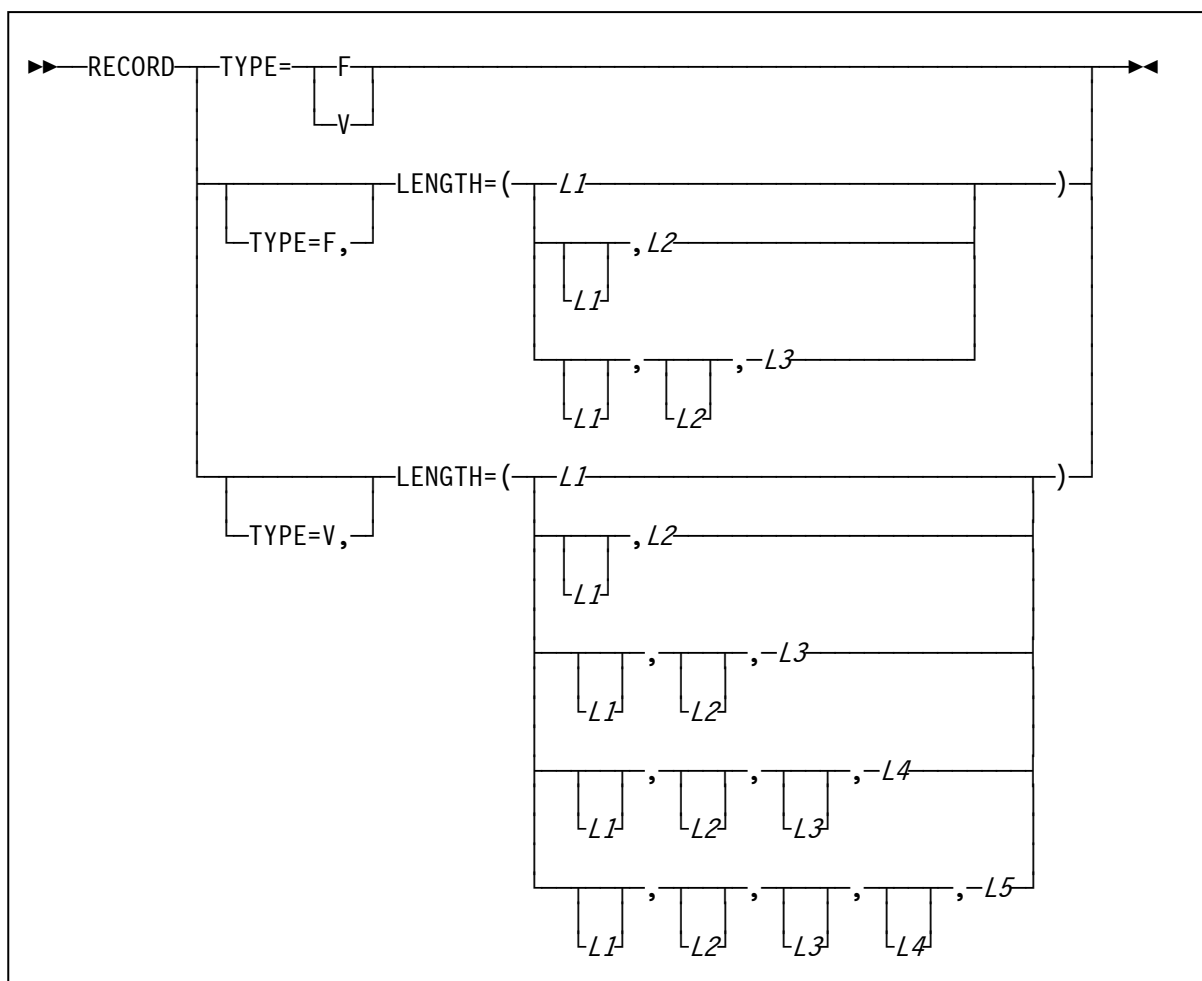 RECORD TYPE= F
V
LENGTH=( L1 )
TYPE=F, ,L2
L1
, , L3
L1 L2
LENGTH=( L1 )
TYPE=V, ,L2
L1
, , L3
L1 L2
, , , L4
L1 L2 L3
, , , , L5
L1 L2 L3 L4